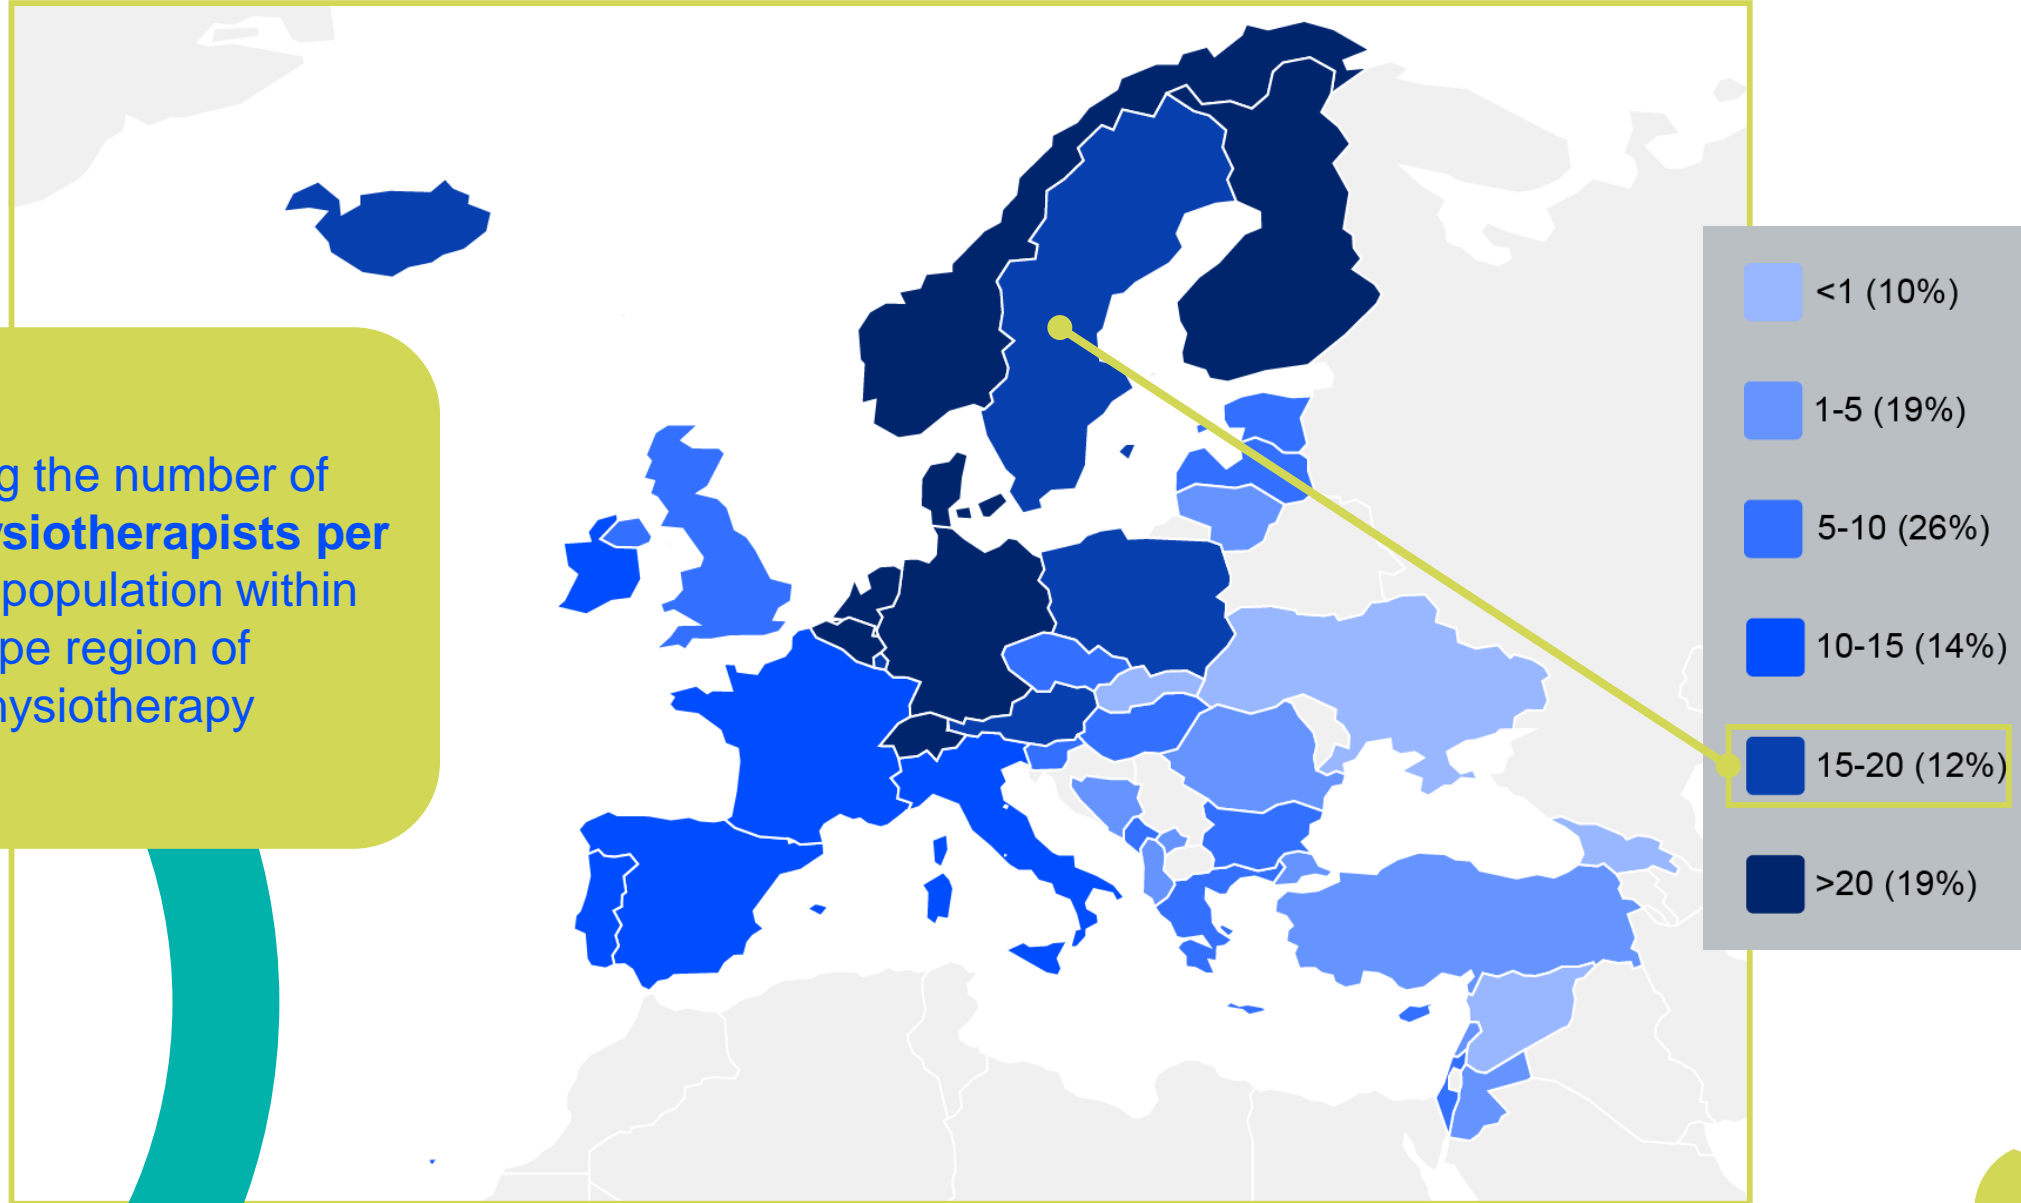 g the number of
siotherapists per
population within
pe region of
ysiotherapy
<1 (10%)
1-5 (19%)
5-10 (26%)
10-15 (14%)
15-20 (12%)
>20 (19%)